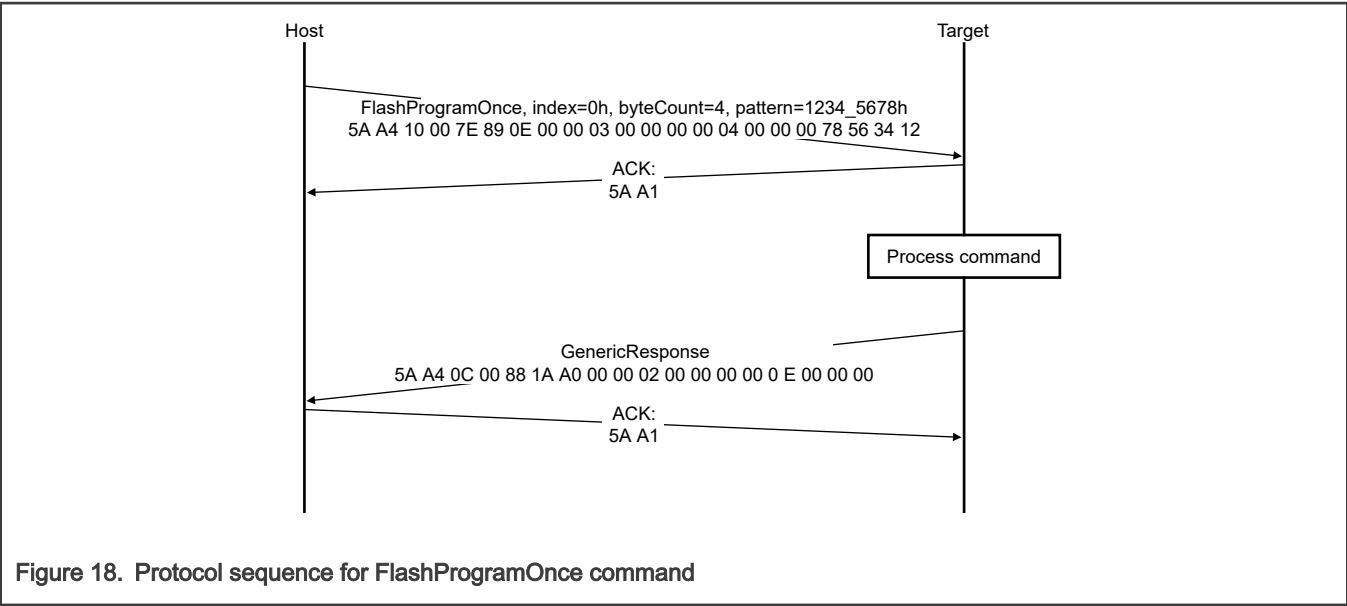 Host
Target
FlashProgramOnce, index=0h, byteCount=4, pattern=1234_5678h
5A A4 10 00 7E 89 0E 00 00 03 00 00 00 00 04 00 00 00 78 56 34 12
ACK:
5A A1
Process command
GenericResponse
5A A4 0C 00 88 1A A0 00 00 02 00 00 00 00 0 E 00 00 00
ACK:
5A A1
Figure 18. Protocol sequence for FlashProgramOnce command